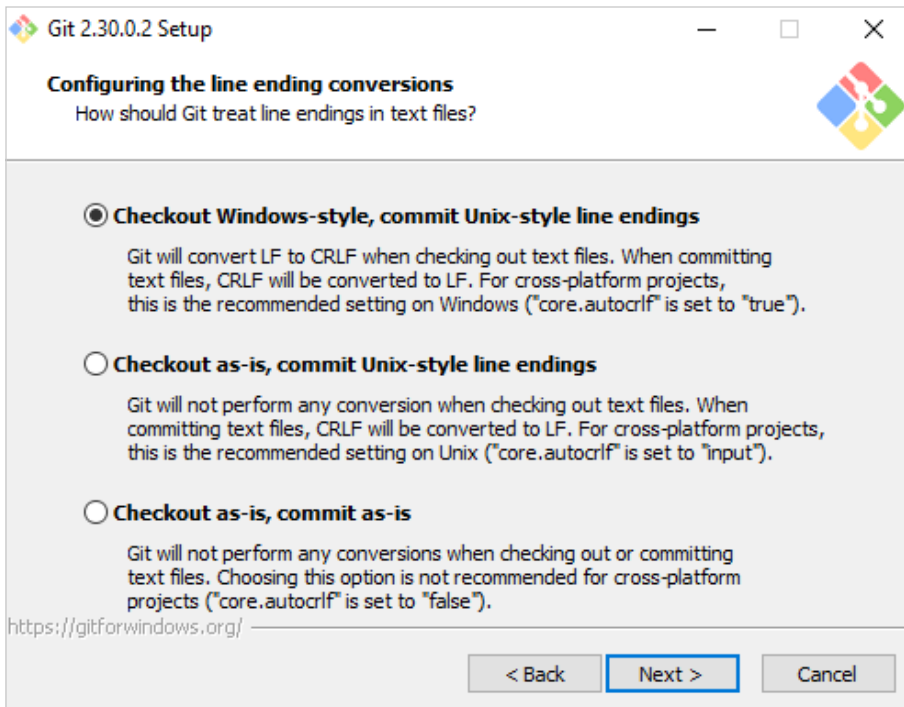 Git 2.30.0.2 Setup
Configuring the line ending conversions
How should Git treat line endings in text files?
Checkout Windows-style, commit Unix-style line endings
Git will convert LF to CRLF when checking out text files. When committing
text files, CRLF will be converted to LF. For cross-platform projects,
this is the recommended setting on Windows ("core.autocrlf" is set to "true").
Checkout as-is, commit Unix-style line endings
Git will not perform any conversion when checking out text files. When
committing text files, CRLF will be converted to LF. For cross-platform projects,
this is the recommended setting on Unix ("core.autocrlf" is set to "input").
Checkout as-is, commit as-is
Git will not perform any conversions when checking out or committing
text files. Choosing this option is not recommended for cross-platform
projects ("core.autocrlf" is set to "false").
https://gitforwindows.org/
< Back Next > Cancel